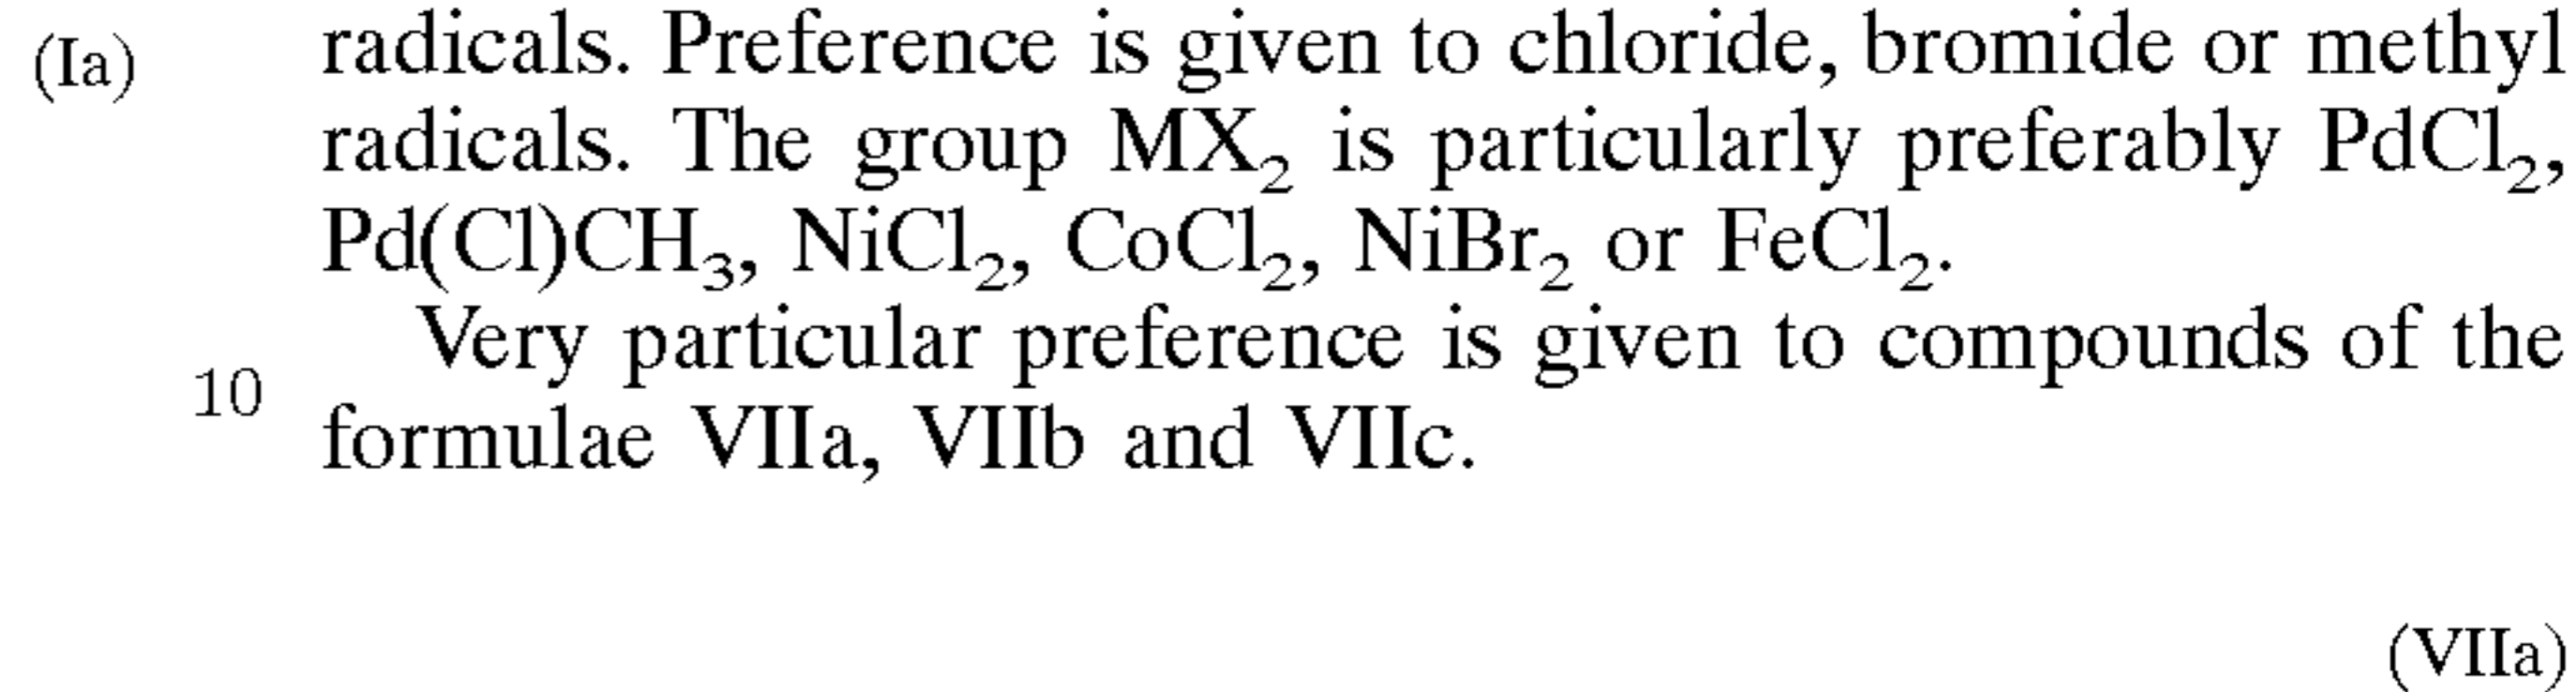 (Ia)
radicals. Preference is given to chloride, bromide or methyl
radicals. The group MX₂ is particularly preferably PdCl₂,
Pd(Cl)CH₃, NiCl₂, CoCl₂, NiBr₂ or FeCl₂.
Very particular preference is given to compounds of the
10
formulae VIIa, VIIb and VIIc.
(VIIa)